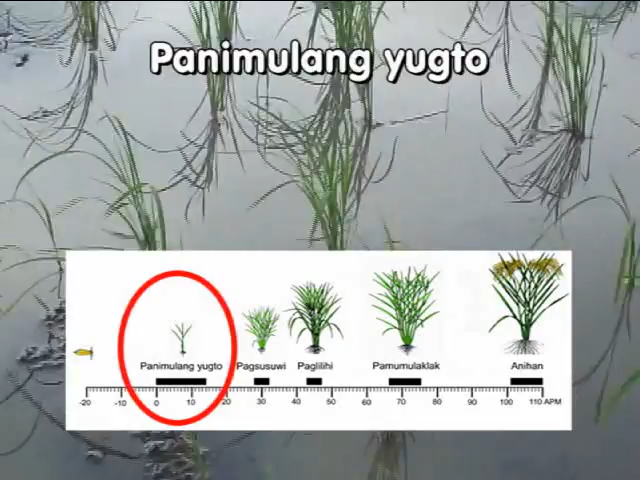 Panimulang yugto
Panimulang yugto Pagsusuwi Paglilihi Pamumulaklak Anihan
-20 -10 0 10 20 30 40 50 60 70 80 90 100 110 APM